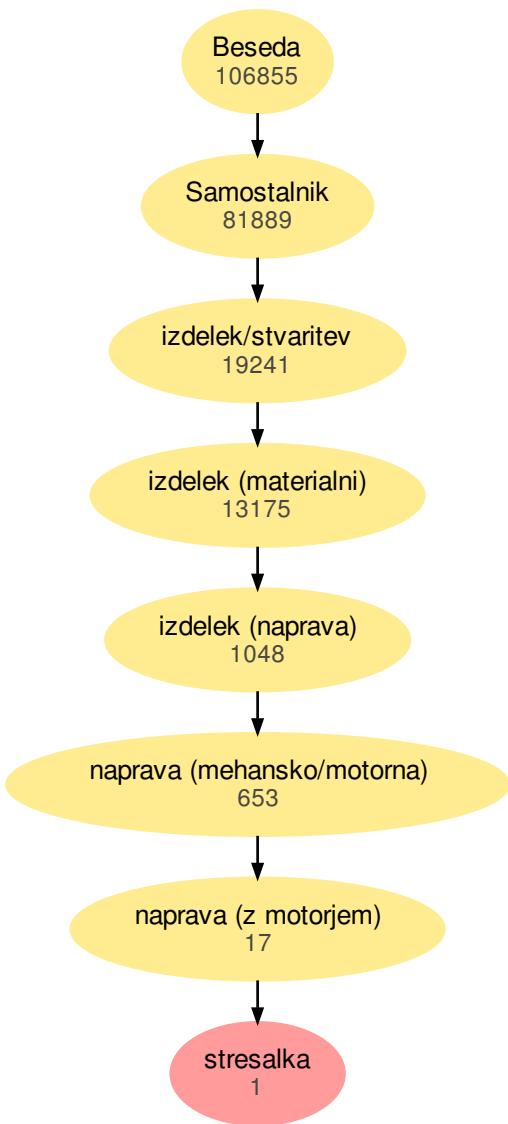 Beseda
106855
Samostalnik
81889
izdelek/stvaritev
19241
izdelek (materialni)
13175
izdelek (naprava)
1048
naprava (mehansko/motorna)
653
naprava (z motorjem)
17
stresalka
1